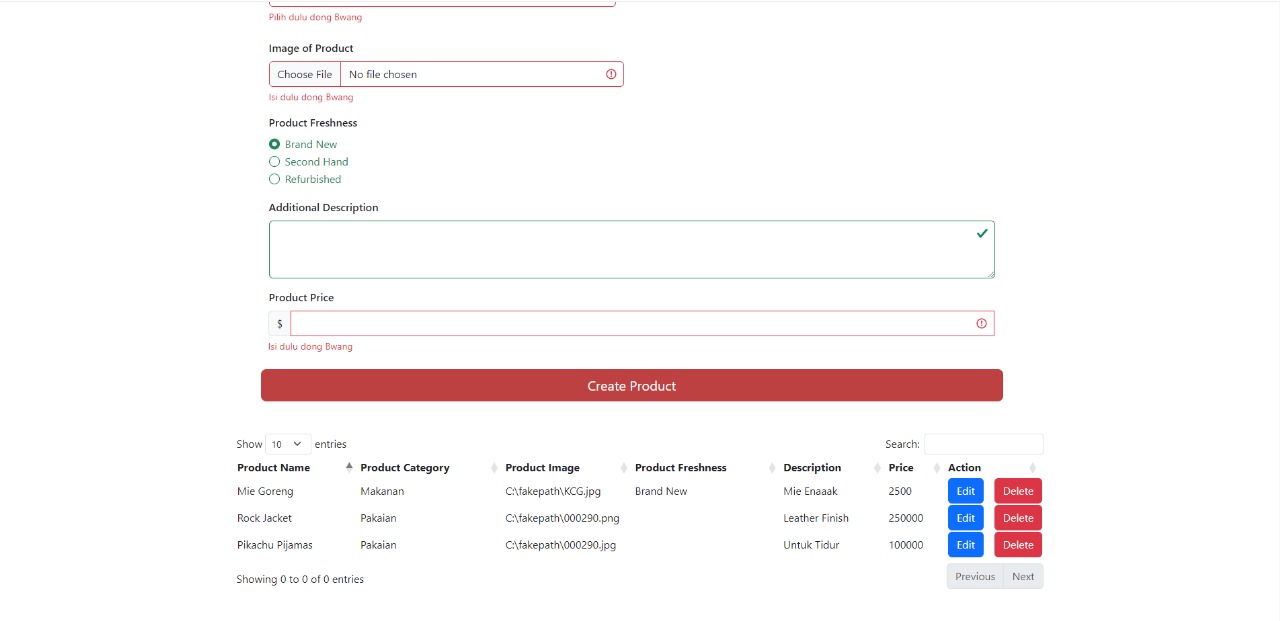 Pilih dulu dong Bwang
Image of Product
Choose File No file chosen
Isi dulu dong Bwang
Product Freshness
Brand New
Second Hand
Refurbished
Additional Description
Product Price
$
Isi dulu dong Bwang
Create Product
Show 10 entries Search:
Product Name Product Category Product Image Product Freshness Description Price Action
Mie Goreng Makanan C:\fakepath\KCG.jpg Brand New Mie Enaaak 2500 Edit Delete
Rock Jacket Pakaian C:\fakepath\000290.png Leather Finish 250000 Edit Delete
Pikachu Pijamas Pakaian C:\fakepath\000290.jpg Untuk Tidur 100000 Edit Delete
Showing 0 to 0 of 0 entries Previous Next